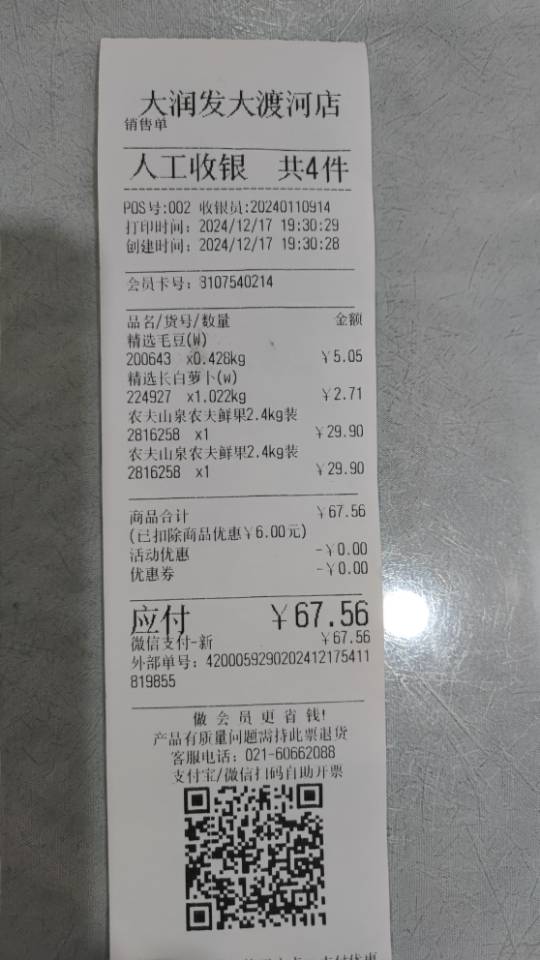 大润发大渡河店
销售单
人工收银 共4件
POS号:002 收银员:20240110914
打印时间: 2024/12/17 19:30:29
创建时间: 2024/12/17 19:30:28
会员卡号: 8107540214
品名/货号/数量 金额
精选毛豆(W)
200643 x0.428kg ¥5.05
精选长白萝卜(w)
224927 x1.022kg ¥2.71
农夫山泉农夫鲜果2.4kg装
2816258 x1 ¥29.90
农夫山泉农夫鲜果2.4kg装
2816258 x1 ¥29.90
商品合计 ¥67.56
(已扣除商品优惠¥6.00元)
活动优惠 -¥0.00
优惠券 -¥0.00
应付 ¥67.56
微信支付-新 ¥67.56
外部单号: 4200059290202412175411
819855
做会员更省钱!
产品有质量问题需持此票退货
客服电话: 021-60662088
支付宝/微信扫码自助开票